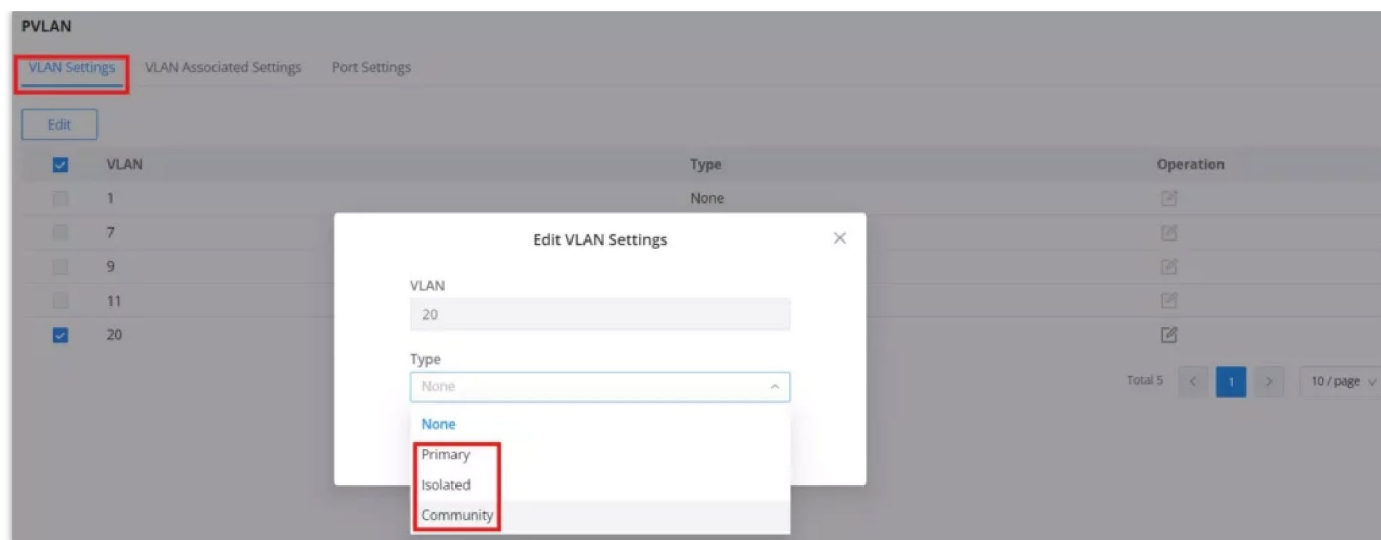 PVLAN
VLAN Settings VLAN Associated Settings Port Settings
Edit
VLAN Type Operation
1 None
7
9
11
20
Edit VLAN Settings
VLAN
20
Type
None
None
Primary
Isolated
Community
Total 5 < 1 > 10 / page